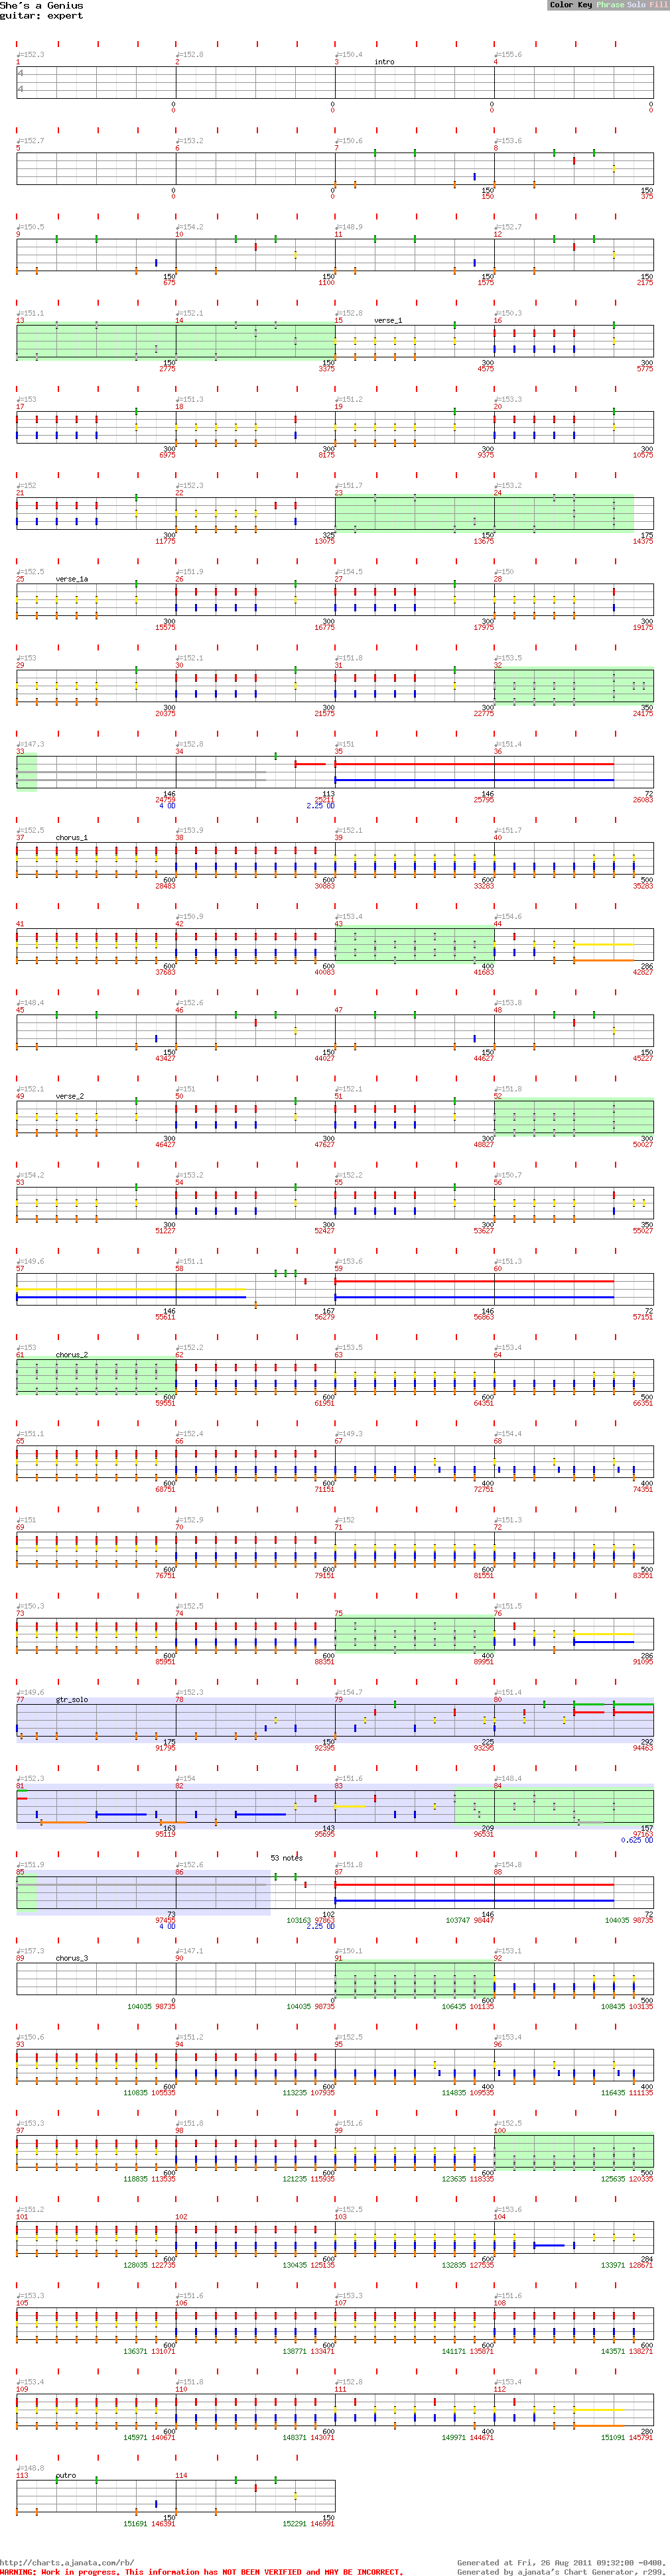 She's a Genius
Color Key Phrase Solo Fill
guitar: expert
♩=152.3 ♩=152.8 ♩=150.4 ♩=155.6
1 2 3 intro 4
4
4
0 0 0 0
0 0 0 0
♩=152.7 ♩=153.2 ♩=150.6 ♩=153.6
5 6 7 8
0 0 150 150
0 0 150 375
♩=150.5 ♩=154.2 ♩=148.9 ♩=152.7
9 10 11 12
150 150 150 150
675 1100 1575 2175
♩=151.1 ♩=152.1 ♩=152.8 ♩=150.3
13 14 15 verse_1 16
150 150 300 300
2775 3375 4575 5775
♩=153 ♩=151.3 ♩=151.2 ♩=153.3
17 18 19 20
300 300 300 300
6975 8175 9375 10575
♩=152 ♩=152.3 ♩=151.7 ♩=153.2
21 22 23 24
300 325 150 175
11775 13075 13675 14375
♩=152.5 ♩=151.9 ♩=154.5 ♩=150
25 verse_1a 26 27 28
300 300 300 300
15575 16775 17975 19175
♩=153 ♩=152.1 ♩=151.8 ♩=153.5
29 30 31 32
300 300 300 350
20375 21575 22775 24175
♩=147.3 ♩=152.8 ♩=151 ♩=151.4
33 34 35 36
146 113 146 72
24759 25211 25795 26083
4 OD 2.25 OD
♩=152.5 ♩=153.9 ♩=152.1 ♩=151.7
37 chorus_1 38 39 40
600 600 600 500
28483 30883 33283 35283
♩=150.9 ♩=153.4 ♩=154.6
41 42 43 44
600 600 400 286
37683 40083 41683 42827
♩=148.4 ♩=152.6 ♩=153.8
45 46 47 48
150 150 150 150
43427 44027 44627 45227
♩=152.1 ♩=151 ♩=152.1 ♩=151.8
49 verse_2 50 51 52
300 300 300 300
46427 47627 48827 50027
♩=154.2 ♩=153.2 ♩=152.2 ♩=150.7
53 54 55 56
300 300 300 350
51227 52427 53627 55027
♩=149.6 ♩=151.1 ♩=153.6 ♩=151.3
57 58 59 60
146 167 146 72
55611 56279 56863 57151
♩=153 ♩=152.2 ♩=153.5 ♩=153.4
61 chorus_2 62 63 64
600 600 600 500
59551 61951 64351 66351
♩=151.1 ♩=152.4 ♩=149.3 ♩=154.4
65 66 67 68
600 600 400 400
68751 71151 72751 74351
♩=151 ♩=152.9 ♩=152 ♩=151.3
69 70 71 72
600 600 600 500
76751 79151 81551 83551
♩=150.3 ♩=152.5 ♩=151.5
73 74 75 76
600 600 400 286
85951 88351 89951 91095
♩=149.6 ♩=152.3 ♩=154.7 ♩=151.4
77 gtr_solo 78 79 80
175 150 225 292
91795 92395 93295 94463
♩=152.3 ♩=154 ♩=151.6 ♩=148.4
81 82 83 84
163 143 209 157
95119 95695 96531 97163
0.625 OD
53 notes
♩=151.9 ♩=152.6 ♩=151.8
85 86 87 88
73 102 146 72
97455 103163 97863 103747 98447 104035 98735
4 OD 2.25 OD
♩=157.3 ♩=147.1 ♩=150.1 ♩=153.1
89 chorus_3 90 91 92
0 0 600 500
104035 98735 104035 98735 106435 101135 108435 103135
♩=150.6 ♩=151.2 ♩=153.4
93 94 95 96
600 600 400 400
110835 105535 113235 107935 114835 109535 116435 111135
♩=153.3 ♩=151.8 ♩=151.6 ♩=152.5
97 98 99 100
600 600 600 500
118835 113535 121235 115935 123635 118335 125635 120335
♩=151.2 ♩=152.5 ♩=153.6
101 102 103 104
600 600 600 284
128035 122735 130435 125135 132835 127535 133971 128671
♩=153.3 ♩=151.6 ♩=153.3 ♩=151.6
105 106 107 108
600 600 600 600
136371 131071 138771 133471 141171 135871 143571 138271
♩=153.4 ♩=151.8 ♩=152.8 ♩=153.4
109 110 111 112
600 600 400 280
145971 140671 148371 143071 149971 144671 151091 145791
♩=148.8
113 outro 114
150 150
151691 146391 152291 146991
http://charts.ajanata.com/rb/
Generated at Fri, 26 Aug 2011 09:32:00 -0400.
WARNING: Work in progress. This information has NOT BEEN VERIFIED and MAY BE INCORRECT.
Generated by ajanata's Chart Generator, r299.